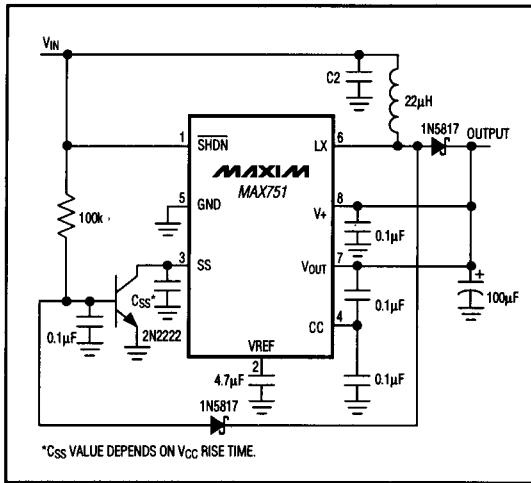 VIN
C2
22µH
1N5817
OUTPUT
1
SHDN
LX
6
MAXIM
MAX751
5
GND
V+
8
0.1µF
100k
3
SS
VOUT
7
CSS*
0.1µF
100µF
+
0.1µF
2N2222
CC
4
VREF
2
4.7µF
0.1µF
1N5817
*CSS VALUE DEPENDS ON VCC RISE TIME.